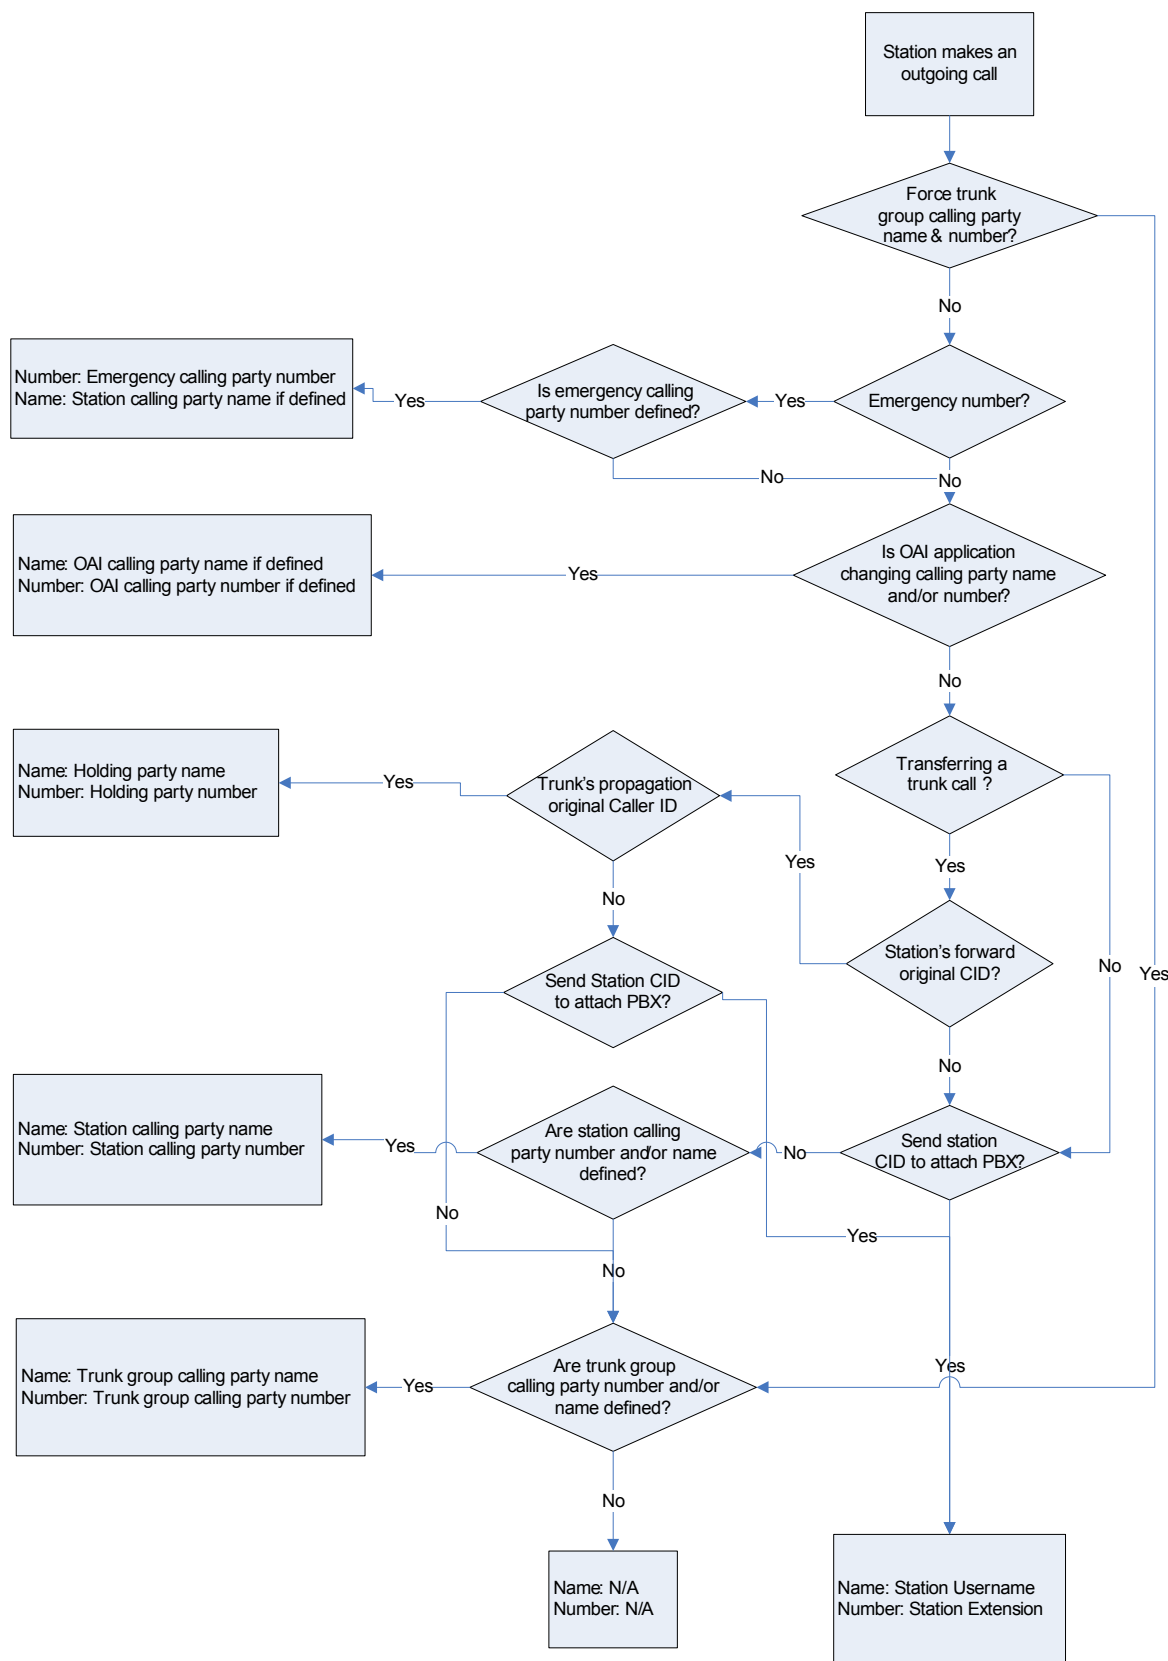 Station makes an
outgoing call
Force trunk
group calling party
name & number?
No
Number: Emergency calling party number
Name: Station calling party name if defined
Yes
Is emergency calling
party number defined?
Yes
Emergency number?
No
No
Name: OAI calling party name if defined
Number: OAI calling party number if defined
Yes
Is OAI application
changing calling party name
and/or number?
No
Name: Holding party name
Number: Holding party number
Yes
Trunk's propagation
original Caller ID
Transferring a
trunk call ?
Yes
Yes
No
Send Station CID
to attach PBX?
Station's forward
original CID?
No
Yes
No
Name: Station calling party name
Number: Station calling party number
Yes
Are station calling
party number and/or name
defined?
No
Send station
CID to attach PBX?
No
Yes
No
Name: Trunk group calling party name
Number: Trunk group calling party number
Yes
Are trunk group
calling party number and/or
name defined?
Yes
No
Name: N/A
Number: N/A
Name: Station Username
Number: Station Extension